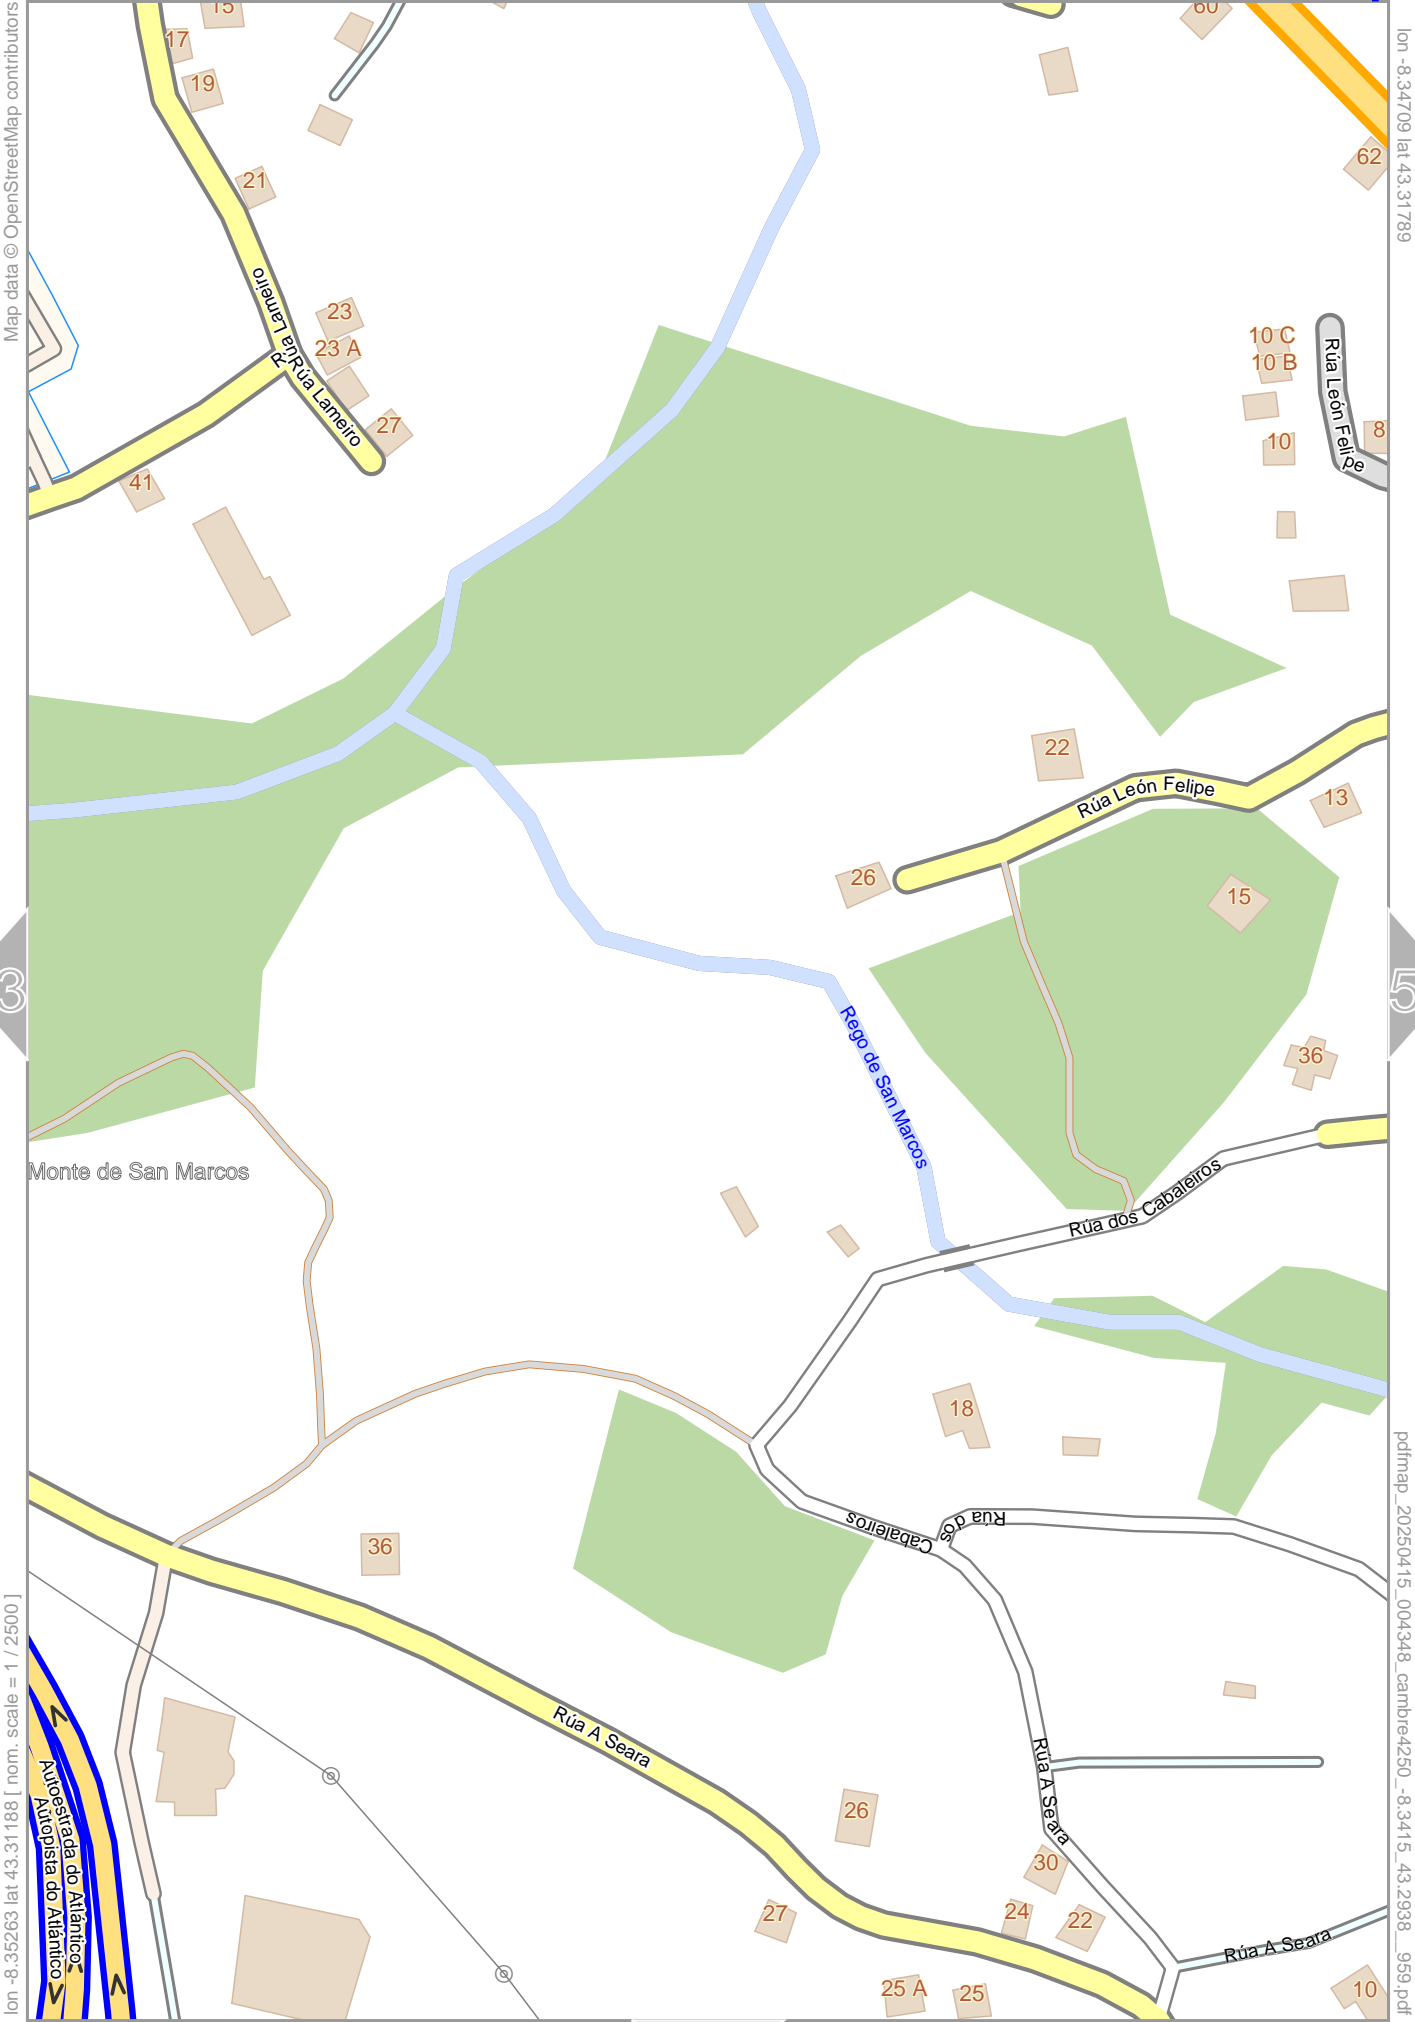 Map data © OpenStreetMap contributors
lon -8.34709 lat 43.31789
15
17
19
21
60
62
Rúa Lameiro
Rúa Lameiro
23
23 A
27
41
10 C
10 B
10
8
Rúa León Felipe
22
Rúa León Felipe
13
26
15
3
5
36
Rego de San Marcos
Monte de San Marcos
Rúa dos Cabaleiros
18
Rúa dos Cabaleiros
36
Rúa A Seara
Rúa A Seara
26
30
24
22
27
Rúa A Seara
25 A
25
10
Autoestrada do Atlántico
Autopista do Atlántico
lon -8.35263 lat 43.31188 [ nom. scale = 1 / 2500 ]
pdfmap_20250415_004348_cambre4250_-8.3415_43.2938__959.pdf